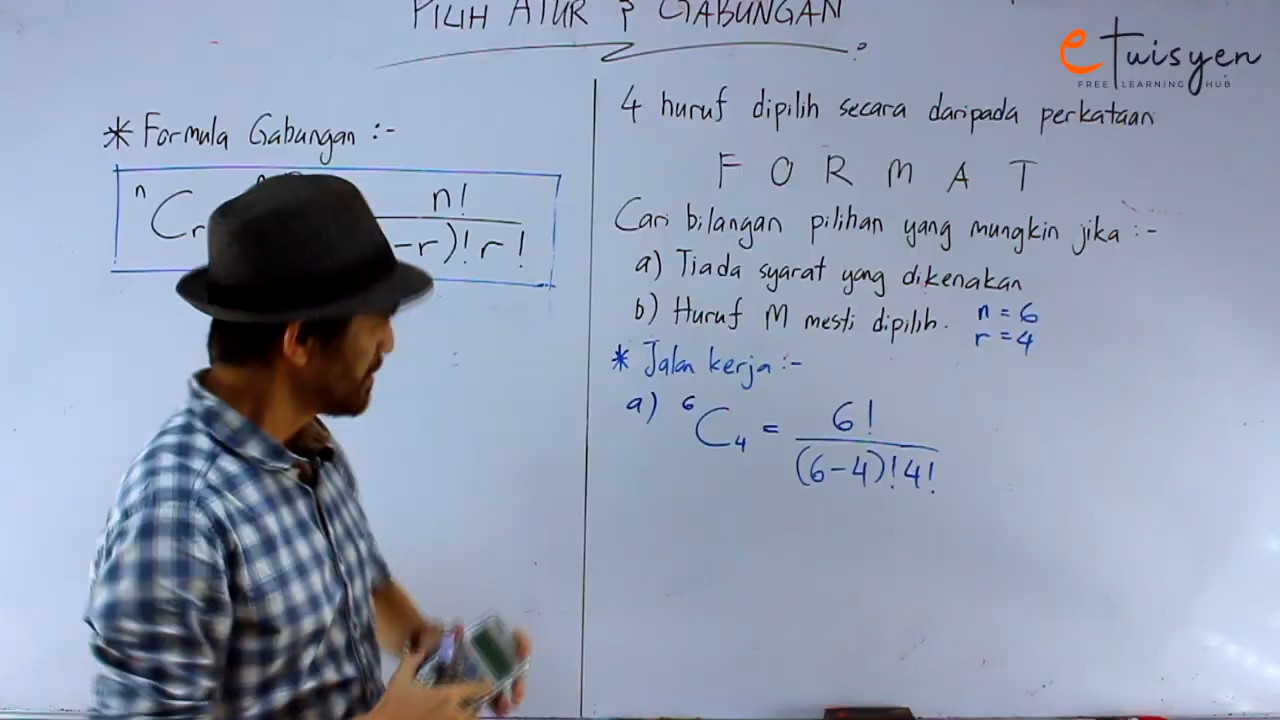 PILIH ATUR & GABUNGAN
eTuisyen
FREE LEARNING HUB
* Formula Gabungan :-
ⁿCr
n!
-r)! r!
4 huruf dipilih secara daripada perkataan
F O R M A T
Cari bilangan pilihan yang mungkin jika :-
a) Tiada syarat yang dikenakan
b) Huruf M mesti dipilih.
n = 6
r = 4
* Jalan kerja :-
a) ⁶C₄ = 6!
(6-4)! 4!